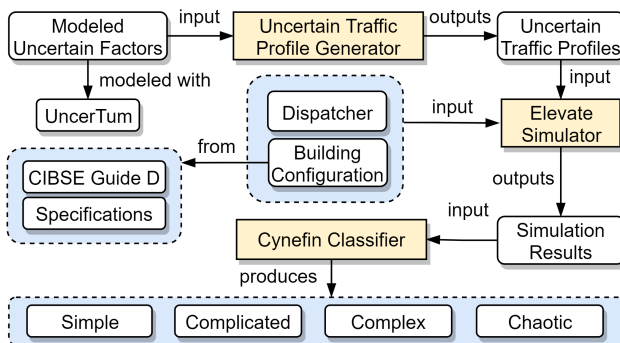 Modeled
Uncertain Factors
input
Uncertain Traffic
Profile Generator
outputs
Uncertain
Traffic Profiles
modeled with
input
UncerTum
Dispatcher
input
Elevate
Simulator
from
Building
Configuration
CIBSE Guide D
Specifications
outputs
input
Cynefin Classifier
Simulation
Results
produces
Simple
Complicated
Complex
Chaotic